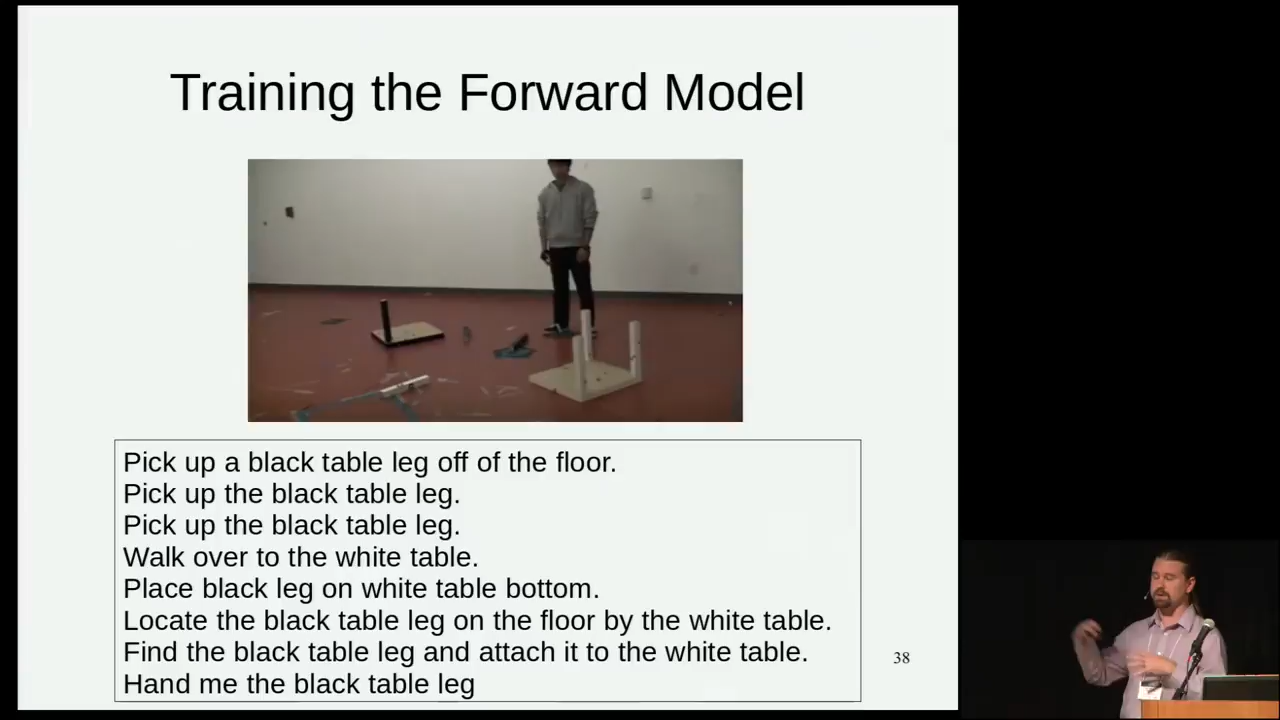 Training the Forward Model
Pick up a black table leg off of the floor.
Pick up the black table leg.
Pick up the black table leg.
Walk over to the white table.
Place black leg on white table bottom.
Locate the black table leg on the floor by the white table.
Find the black table leg and attach it to the white table.
Hand me the black table leg
38